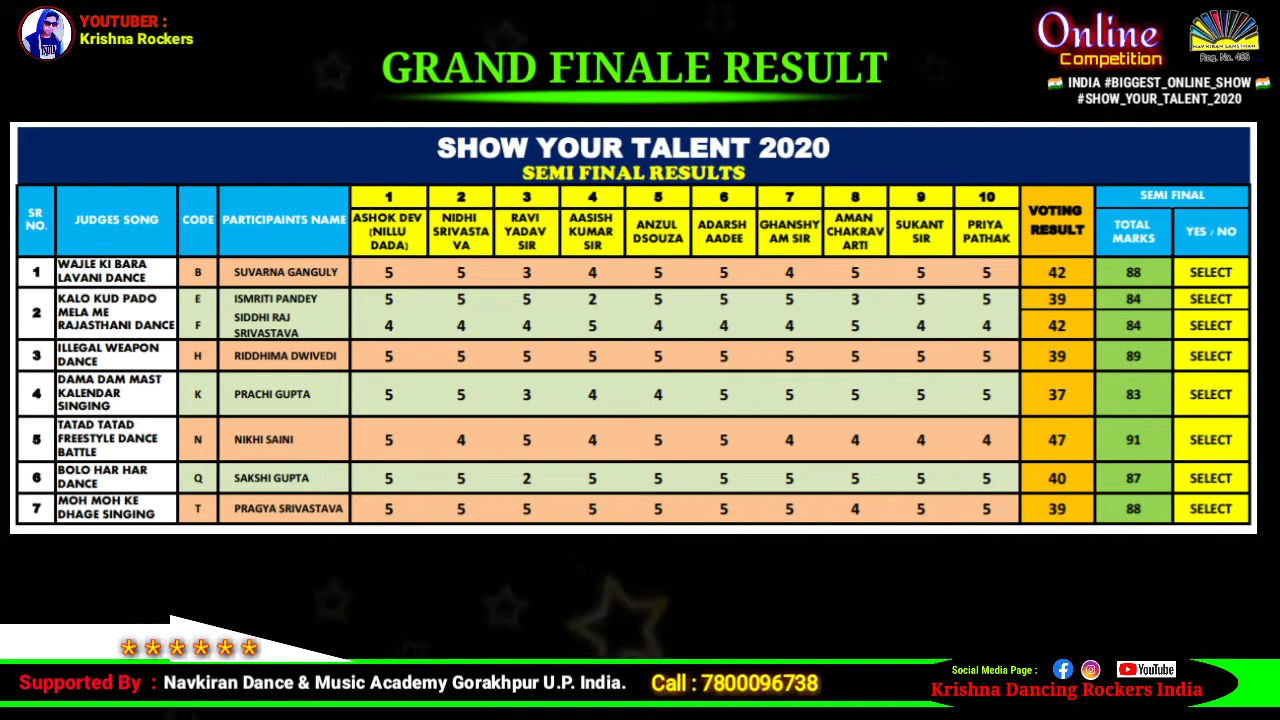 YOUTUBER :
Krishna Rockers
GRAND FINALE RESULT
Online
Competition
NAV KIRAN SANSTHAN
Reg. No. 465
INDIA #BIGGEST_ONLINE_SHOW
#SHOW_YOUR_TALENT_2020
SHOW YOUR TALENT 2020
SEMI FINAL RESULTS
SR NO. JUDGES SONG CODE PARTICIPAINTS NAME 1 2 3 4 5 6 7 8 9 10 VOTING RESULT SEMI FINAL
ASHOK DEV (NILLU DADA) NIDHI SRIVASTA VA RAVI YADAV SIR AASISH KUMAR SIR ANZUL DSOUZA ADARSH AADEE GHANSHY AM SIR AMAN CHAKRAV ARTI SUKANT SIR PRIYA PATHAK TOTAL MARKS YES / NO
1 WAJLE KI BARA LAVANI DANCE B SUVARNA GANGULY 5 5 3 4 5 5 4 5 5 5 42 88 SELECT
2 KALO KUD PADO MELA ME RAJASTHANI DANCE E ISMRITI PANDEY 5 5 5 2 5 5 5 3 5 5 39 84 SELECT
F SIDDHI RAJ SRIVASTAVA 4 4 4 5 4 4 4 5 4 4 42 84 SELECT
3 ILLEGAL WEAPON DANCE H RIDDHIMA DWIVEDI 5 5 5 5 5 5 5 5 5 5 39 89 SELECT
4 DAMA DAM MAST KALENDAR SINGING K PRACHI GUPTA 5 5 3 4 4 5 5 5 5 5 37 83 SELECT
5 TATAD TATAD FREESTYLE DANCE BATTLE N NIKHI SAINI 5 4 5 4 5 5 4 4 4 4 47 91 SELECT
6 BOLO HAR HAR DANCE Q SAKSHI GUPTA 5 5 2 5 5 5 5 5 5 5 40 87 SELECT
7 MOH MOH KE DHAGE SINGING T PRAGYA SRIVASTAVA 5 5 5 5 5 5 5 4 5 5 39 88 SELECT
******
Supported By : Navkiran Dance & Music Academy Gorakhpur U.P. India. Call : 7800096738
Social Media Page : YouTube
Krishna Dancing Rockers India